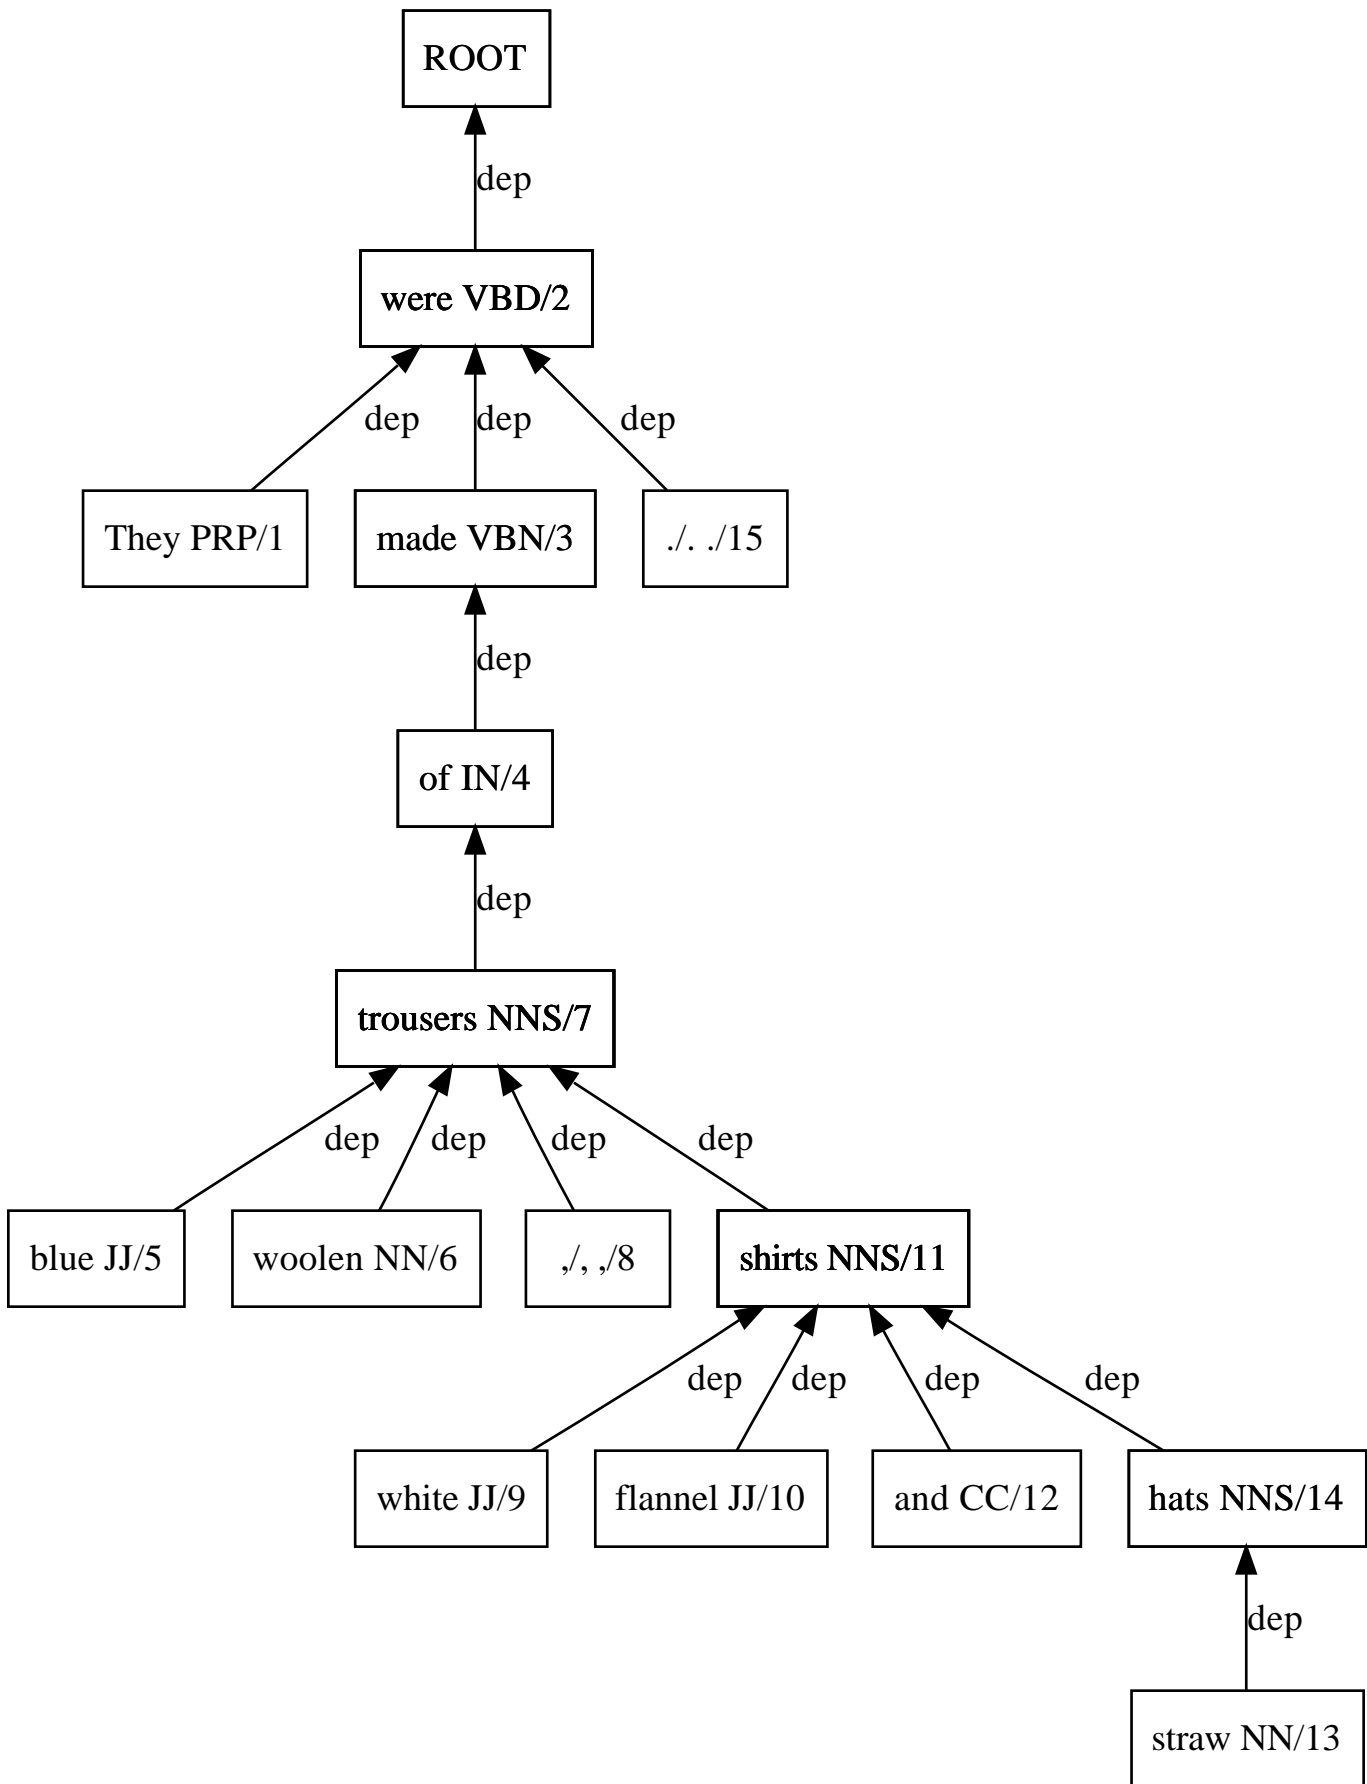 ROOT
dep
were VBD/2
dep dep dep
They PRP/1 made VBN/3 ./. ./15
dep
of IN/4
dep
trousers NNS/7
dep dep dep dep
blue JJ/5 woolen NN/6 ,/, ,/8 shirts NNS/11
dep dep dep dep
white JJ/9 flannel JJ/10 and CC/12 hats NNS/14
dep
straw NN/13